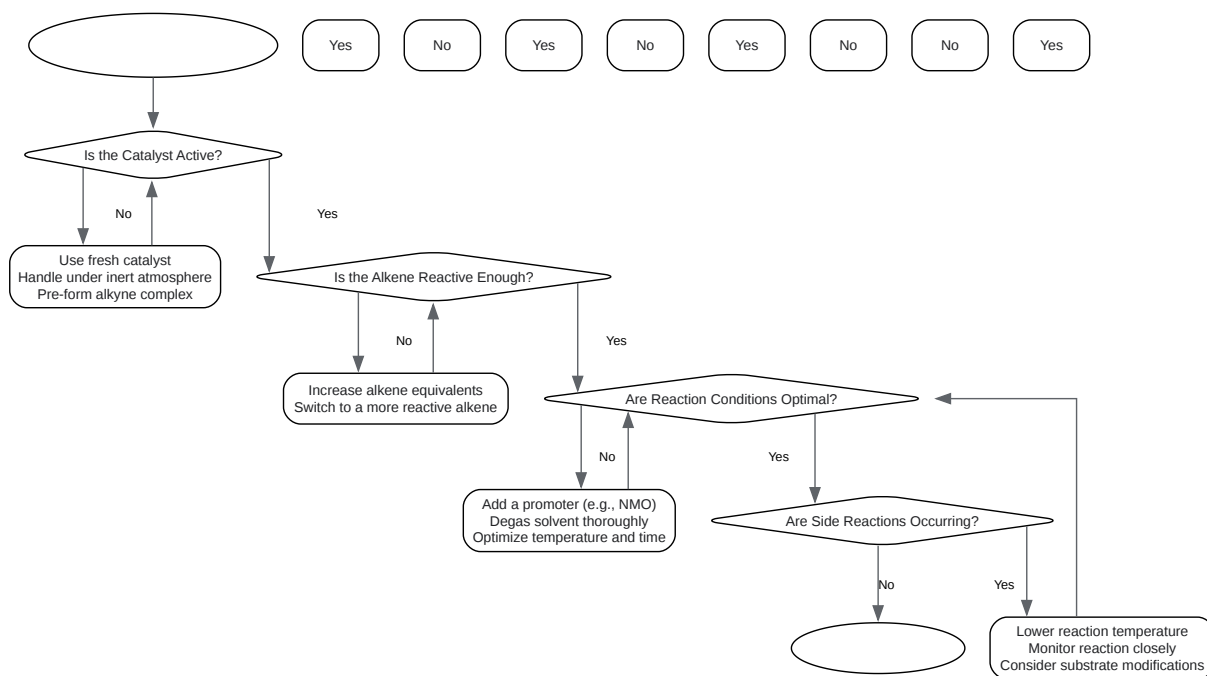 Yes
No
Yes
No
Yes
No
No
Yes
Is the Catalyst Active?
No
Yes
Use fresh catalyst
Handle under inert atmosphere
Pre-form alkyne complex
Is the Alkene Reactive Enough?
No
Yes
Increase alkene equivalents
Switch to a more reactive alkene
Are Reaction Conditions Optimal?
No
Yes
Add a promoter (e.g., NMO)
Degas solvent thoroughly
Optimize temperature and time
Are Side Reactions Occurring?
No
Yes
Lower reaction temperature
Monitor reaction closely
Consider substrate modifications